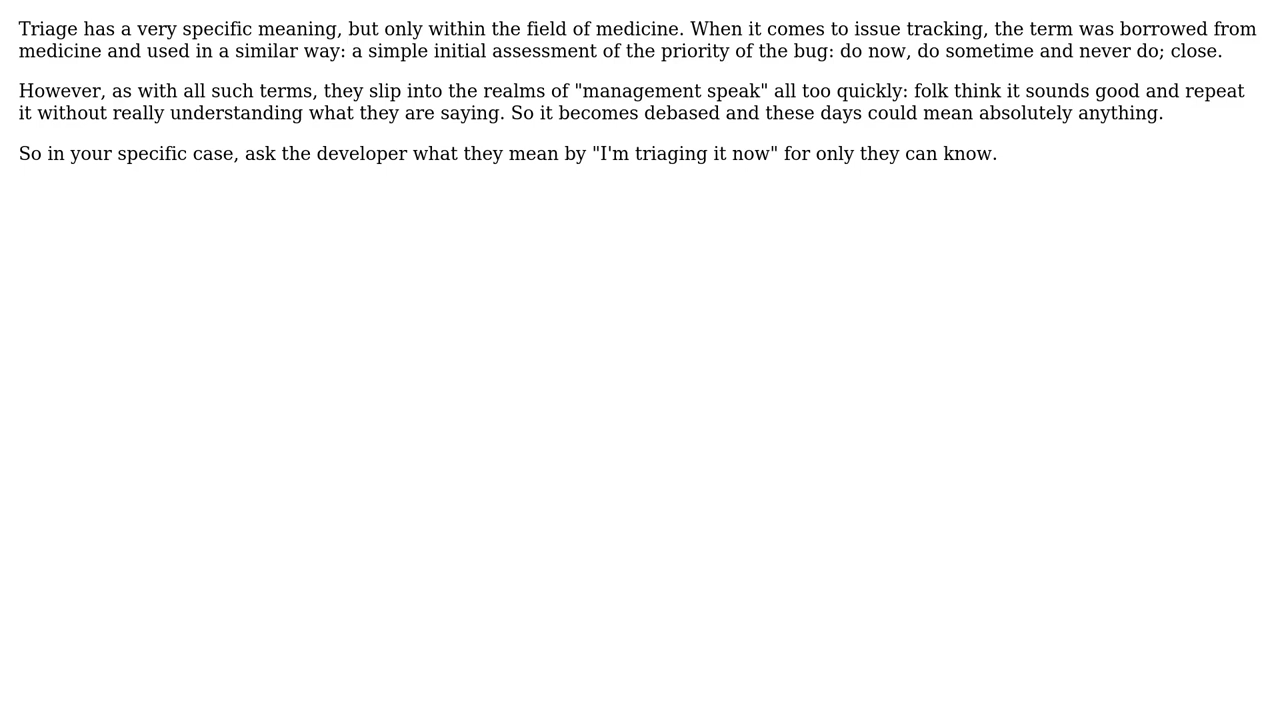 Triage has a very specific meaning, but only within the field of medicine. When it comes to issue tracking, the term was borrowed from
medicine and used in a similar way: a simple initial assessment of the priority of the bug: do now, do sometime and never do; close.
However, as with all such terms, they slip into the realms of "management speak" all too quickly: folk think it sounds good and repeat
it without really understanding what they are saying. So it becomes debased and these days could mean absolutely anything.
So in your specific case, ask the developer what they mean by "I'm triaging it now" for only they can know.